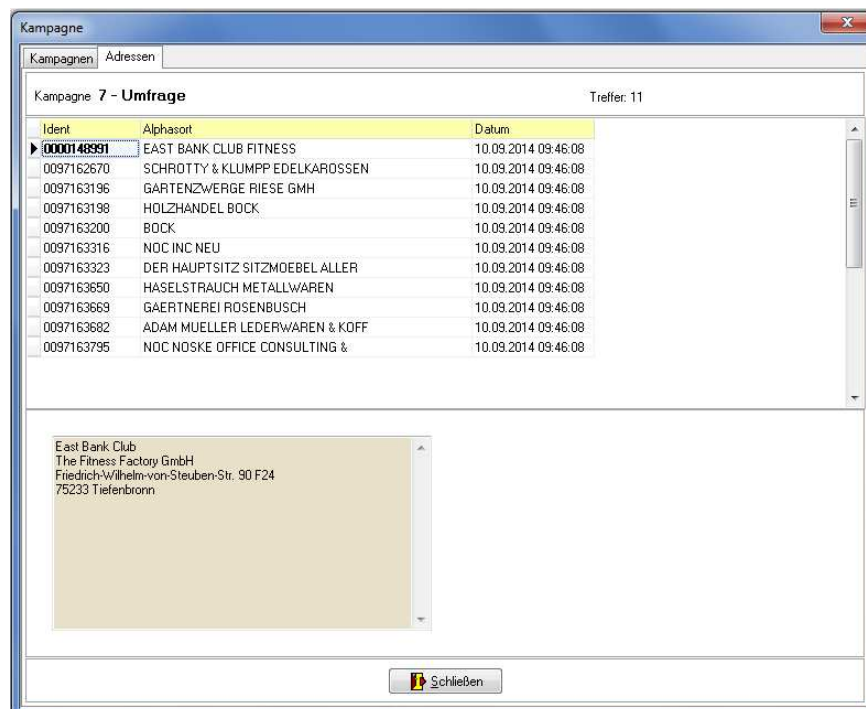 Kampagne
Kampagnen Adressen
Kampagne 7 - Umfrage Treffer: 11
Ident Alphasort Datum
0000148991 EAST BANK CLUB FITNESS 10.09.2014 09:46:08
0097162670 SCHROTTY & KLUMPP EDELKAROSSEN 10.09.2014 09:46:08
0097163196 GARTENZWERGE RIESE GMH 10.09.2014 09:46:08
0097163198 HOLZHANDEL BOCK 10.09.2014 09:46:08
0097163200 BOCK 10.09.2014 09:46:08
0097163316 NOC INC NEU 10.09.2014 09:46:08
0097163323 DER HAUPTSITZ SITZMOEBEL ALLER 10.09.2014 09:46:08
0097163650 HASELSTRAUCH METALLWAREN 10.09.2014 09:46:08
0097163669 GAERTNEREI ROSENBUSCH 10.09.2014 09:46:08
0097163682 ADAM MUELLER LEDERWAREN & KOFF 10.09.2014 09:46:08
0097163795 NOC NOSKE OFFICE CONSULTING & 10.09.2014 09:46:08
East Bank Club
The Fitness Factory GmbH
Friedrich-Wilhelm-von-Steuben-Str. 90 F24
75233 Tiefenbronn
Schließen